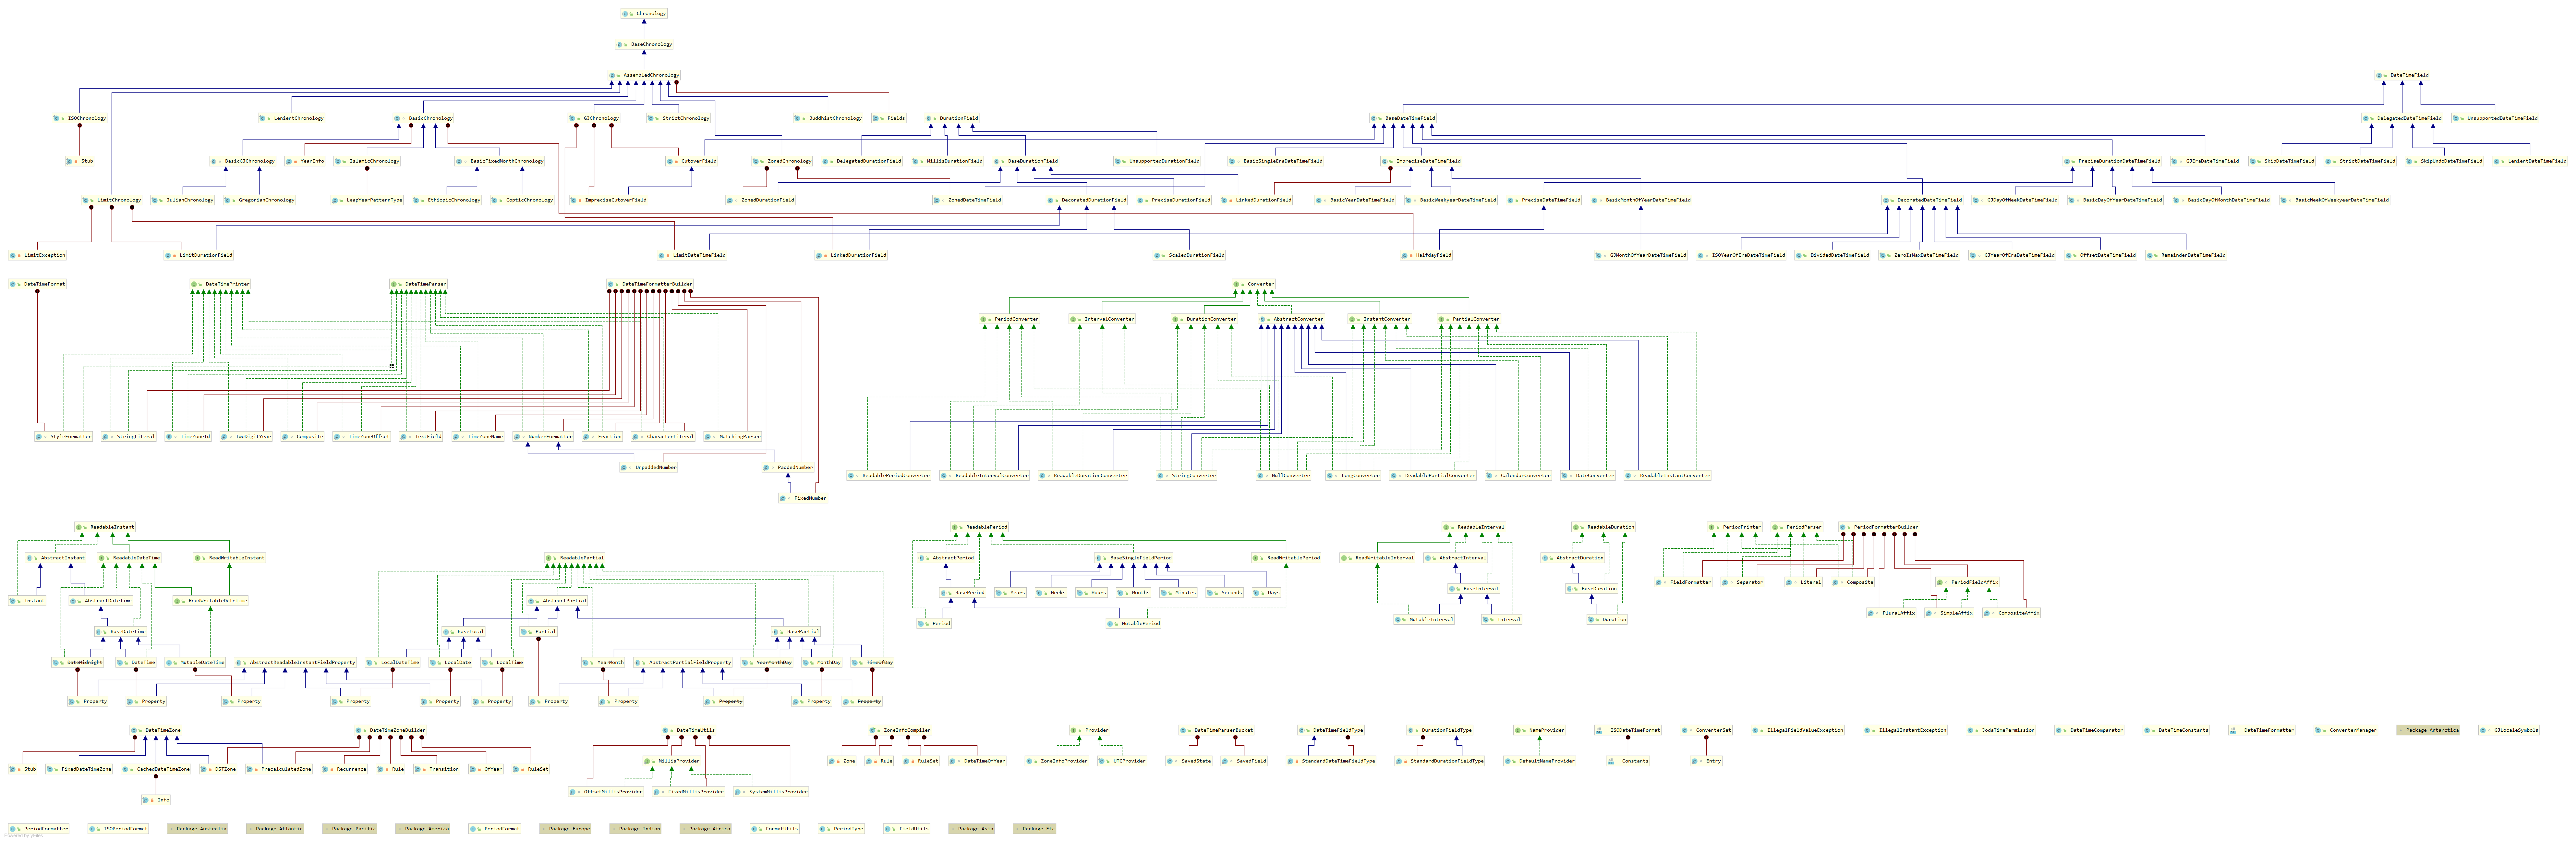 Chronology
BaseChronology
AssembledChronology
DateTimeField
ISOChronology
LenientChronology
BasicChronology
GJChronology
StrictChronology
BuddhistChronology
Fields
DurationField
BaseDateTimeField
DelegatedDateTimeField
UnsupportedDateTimeField
Stub
BasicGJChronology
YearInfo
IslamicChronology
BasicFixedMonthChronology
CutoverField
ZonedChronology
DelegatedDurationField
MillisDurationField
BaseDurationField
UnsupportedDurationField
BasicSingleEraDateTimeField
ImpreciseDateTimeField
PreciseDurationDateTimeField
GJEraDateTimeField
SkipDateTimeField
StrictDateTimeField
SkipUndoDateTimeField
LenientDateTimeField
LimitChronology
JulianChronology
GregorianChronology
LeapYearPatternType
EthiopicChronology
CopticChronology
ImpreciseCutoverField
ZonedDurationField
ZonedDateTimeField
DecoratedDurationField
PreciseDurationField
LinkedDurationField
BasicYearDateTimeField
BasicWeekyearDateTimeField
PreciseDateTimeField
BasicMonthOfYearDateTimeField
DecoratedDateTimeField
GJDayOfWeekDateTimeField
BasicDayOfYearDateTimeField
BasicDayOfMonthDateTimeField
BasicWeekOfWeekyearDateTimeField
LimitException
LimitDurationField
LimitDateTimeField
LinkedDurationField
ScaledDurationField
HalfdayField
GJMonthOfYearDateTimeField
ISOYearOfEraDateTimeField
DividedDateTimeField
ZeroIsMaxDateTimeField
GJYearOfEraDateTimeField
OffsetDateTimeField
RemainderDateTimeField
DateTimeFormat
DateTimePrinter
DateTimeParser
DateTimeFormatterBuilder
Converter
PeriodConverter
IntervalConverter
DurationConverter
AbstractConverter
InstantConverter
PartialConverter
StyleFormatter
StringLiteral
TimeZoneId
TwoDigitYear
Composite
TimeZoneOffset
TextField
TimeZoneName
NumberFormatter
Fraction
CharacterLiteral
MatchingParser
UnpaddedNumber
PaddedNumber
ReadablePeriodConverter
ReadableIntervalConverter
ReadableDurationConverter
StringConverter
NullConverter
LongConverter
ReadablePartialConverter
CalendarConverter
DateConverter
ReadableInstantConverter
FixedNumber
ReadableInstant
ReadablePeriod
ReadableInterval
ReadableDuration
PeriodPrinter
PeriodParser
PeriodFormatterBuilder
AbstractInstant
ReadableDateTime
ReadWritableInstant
ReadablePartial
AbstractPeriod
BaseSingleFieldPeriod
ReadWritablePeriod
ReadWritableInterval
AbstractInterval
AbstractDuration
FieldFormatter
Separator
Literal
Composite
PeriodFieldAffix
Instant
AbstractDateTime
ReadWritableDateTime
AbstractPartial
BasePeriod
Years
Weeks
Hours
Months
Minutes
Seconds
Days
BaseInterval
BaseDuration
PluralAffix
SimpleAffix
CompositeAffix
BaseDateTime
BaseLocal
Partial
BasePartial
Period
MutablePeriod
MutableInterval
Interval
Duration
DateMidnight
DateTime
MutableDateTime
AbstractReadableInstantFieldProperty
LocalDateTime
LocalDate
LocalTime
YearMonth
AbstractPartialFieldProperty
YearMonthDay
MonthDay
TimeOfDay
Property
Property
Property
Property
Property
Property
Property
Property
Property
Property
Property
DateTimeZone
DateTimeZoneBuilder
DateTimeUtils
ZoneInfoCompiler
Provider
DateTimeParserBucket
DateTimeFieldType
DurationFieldType
NameProvider
ISODateTimeFormat
ConverterSet
IllegalFieldValueException
IllegalInstantException
JodaTimePermission
DateTimeComparator
DateTimeConstants
DateTimeFormatter
ConverterManager
Package Antarctica
GJLocaleSymbols
Stub
FixedDateTimeZone
CachedDateTimeZone
DSTZone
PrecalculatedZone
Recurrence
Rule
Transition
OfYear
RuleSet
MillisProvider
Zone
Rule
RuleSet
DateTimeOfYear
ZoneInfoProvider
UTCProvider
SavedState
SavedField
StandardDateTimeFieldType
StandardDurationFieldType
DefaultNameProvider
Constants
Entry
Info
OffsetMillisProvider
FixedMillisProvider
SystemMillisProvider
PeriodFormatter
ISOPeriodFormat
Package Australia
Package Atlantic
Package Pacific
Package America
PeriodFormat
Package Europe
Package Indian
Package Africa
FormatUtils
PeriodType
FieldUtils
Package Asia
Package Etc
Powered by yFiles